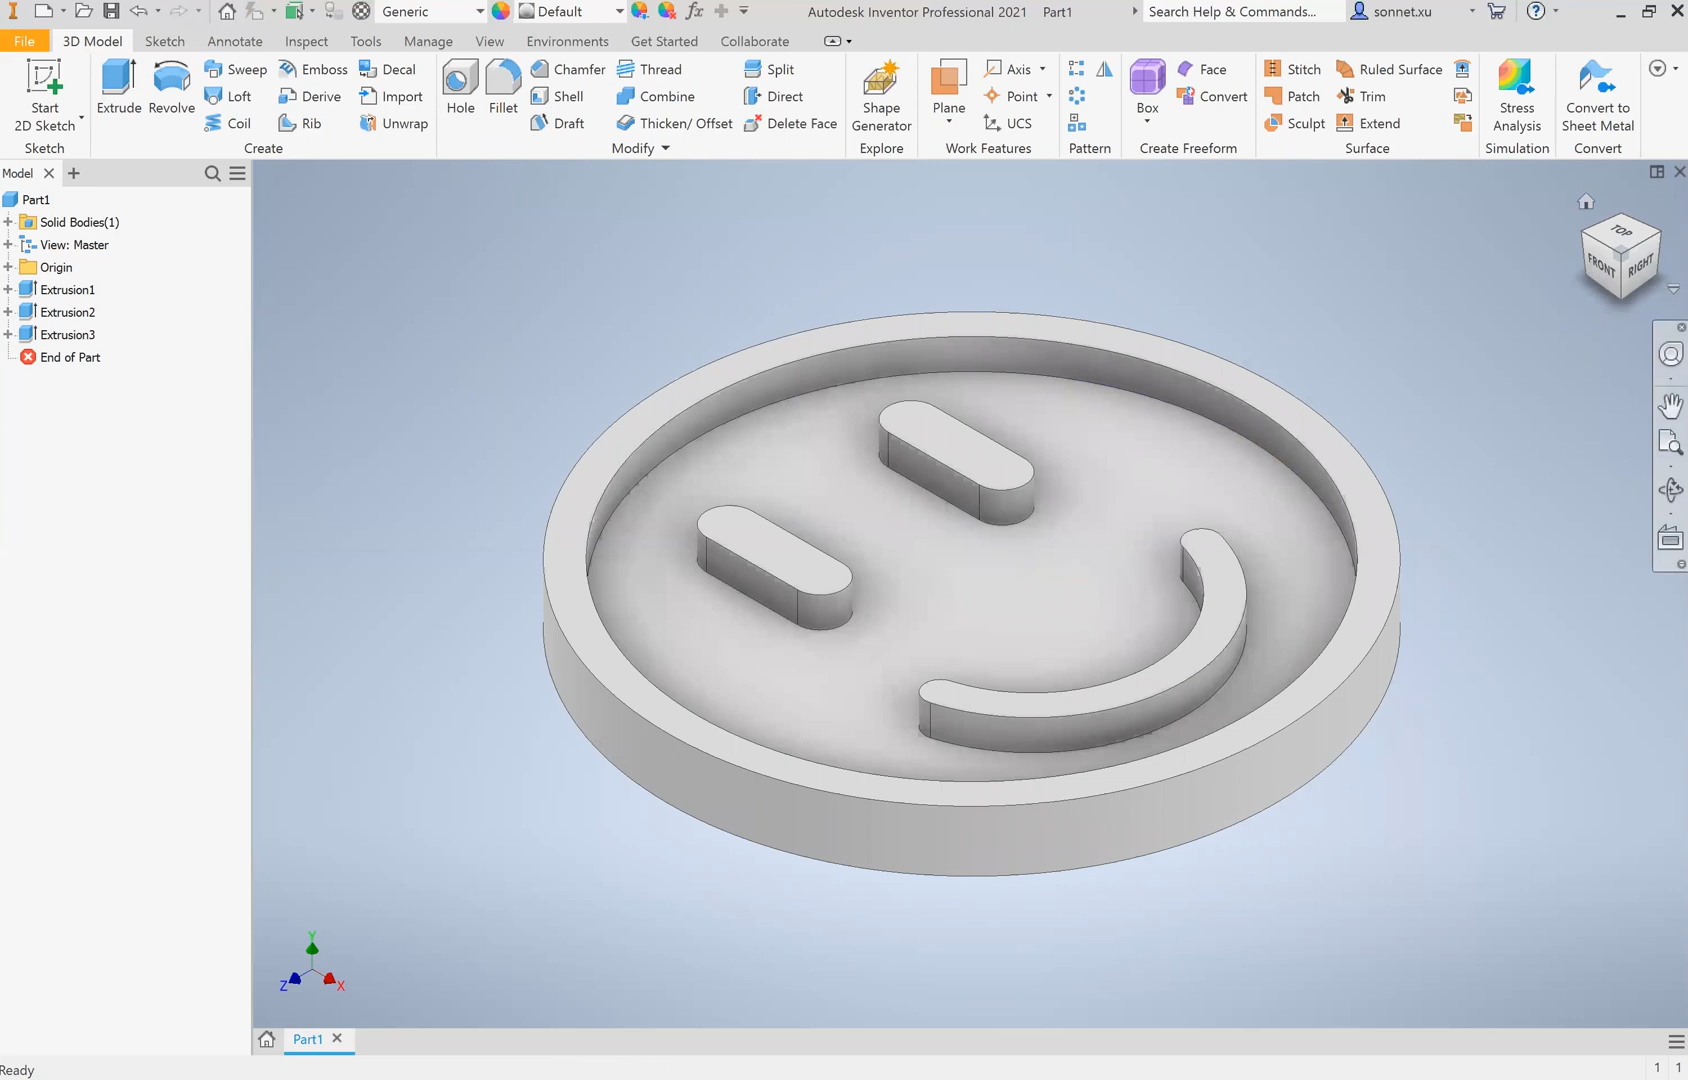 Generic Default fx Autodesk Inventor Professional 2021 Part1 Search Help & Commands... sonnet.xu
File 3D Model Sketch Annotate Inspect Tools Manage View Environments Get Started Collaborate
Start 2D Sketch
Sketch
Extrude Revolve Sweep Emboss Decal
Loft Derive Import
Coil Rib Unwrap
Create
Hole Fillet Chamfer Thread Split
Shell Combine Direct
Draft Thicken/ Offset Delete Face
Modify
Shape Generator
Explore
Plane Axis
Point
UCS
Work Features
Pattern
Box Face
Convert
Create Freeform
Stitch Ruled Surface
Patch Trim
Sculpt Extend
Surface
Stress Analysis
Simulation
Convert to Sheet Metal
Convert
Model
Part1
Solid Bodies(1)
View: Master
Origin
Extrusion1
Extrusion2
Extrusion3
End of Part
TOP
FRONT RIGHT
Y
Z X
Part1
Ready 1 1